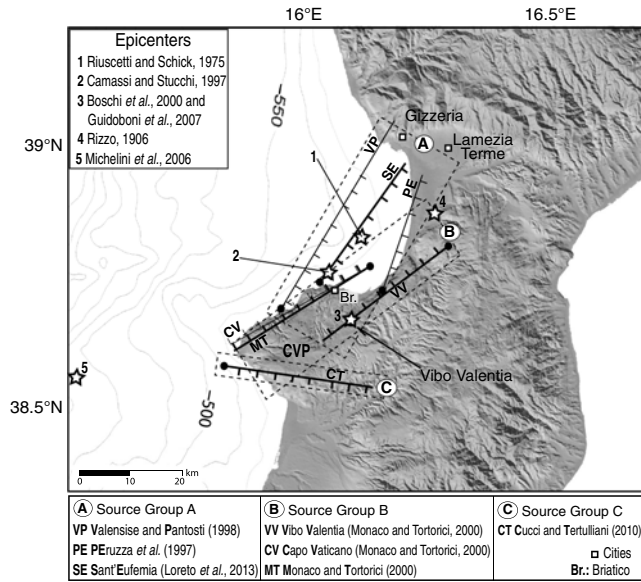 16°E
16.5°E
39°N
38.5°N
Epicenters
1 Riuscetti and Schick, 1975
2 Camassi and Stucchi, 1997
3 Boschi et al., 2000 and
Guidoboni et al., 2007
4 Rizzo, 1906
5 Michelini et al., 2006
−550
Gizzeria
A
Lamezia
Terme
VP
1
SE
PE
4
B
2
Br.
VV
3
CV
MT
CVP
Vibo Valentia
5
CT
C
−500
0 10 20 km
A Source Group A
VP Valensise and Pantosti (1998)
PE PEruzza et al. (1997)
SE Sant'Eufemia (Loreto et al., 2013)
B Source Group B
VV Vibo Valentia (Monaco and Tortorici, 2000)
CV Capo Vaticano (Monaco and Tortorici, 2000)
MT Monaco and Tortorici (2000)
C Source Group C
CT Cucci and Tertulliani (2010)
Cities
Br.: Briatico